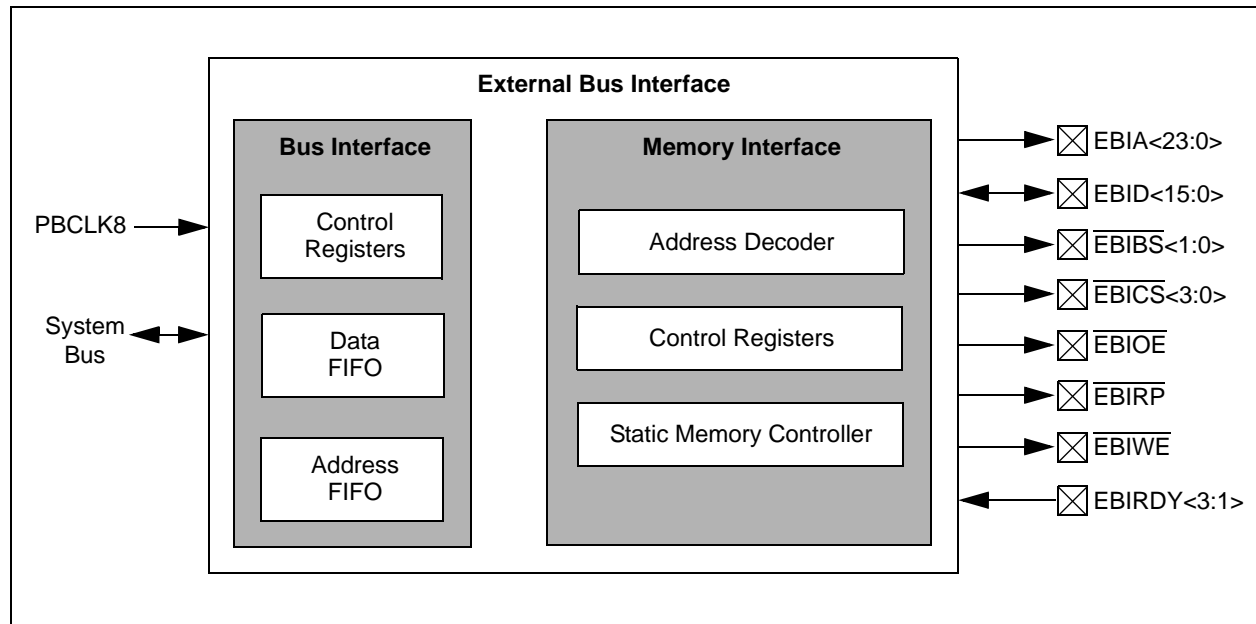 External Bus Interface
Bus Interface
Memory Interface
Control
Registers
Data
FIFO
Address
FIFO
Address Decoder
Control Registers
Static Memory Controller
PBCLK8
System
Bus
EBIA<23:0>
EBID<15:0>
EBIBS<1:0>
EBICS<3:0>
EBIOE
EBIRP
EBIWE
EBIRDY<3:1>